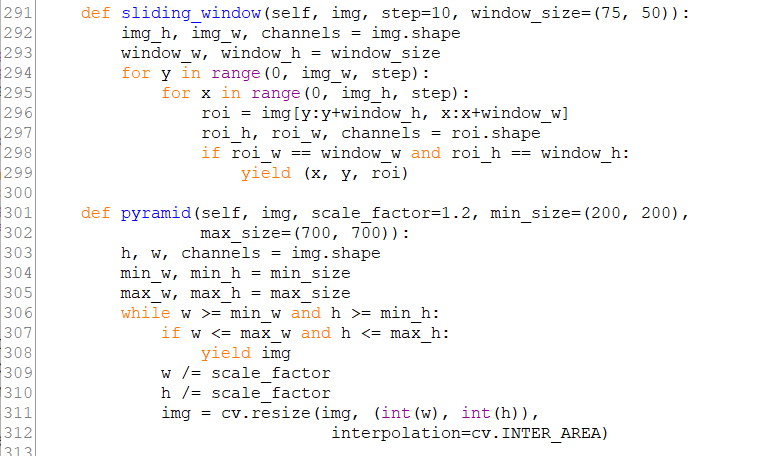 291     def sliding_window(self, img, step=10, window_size=(75, 50)):
292         img_h, img_w, channels = img.shape
293         window_w, window_h = window_size
294         for y in range(0, img_w, step):
295             for x in range(0, img_h, step):
296                 roi = img[y:y+window_h, x:x+window_w]
297                 roi_h, roi_w, channels = roi.shape
298                 if roi_w == window_w and roi_h == window_h:
299                     yield (x, y, roi)
300
301     def pyramid(self, img, scale_factor=1.2, min_size=(200, 200),
302                 max_size=(700, 700)):
303         h, w, channels = img.shape
304         min_w, min_h = min_size
305         max_w, max_h = max_size
306         while w >= min_w and h >= min_h:
307             if w <= max_w and h <= max_h:
308                 yield img
309             w /= scale_factor
310             h /= scale_factor
311             img = cv.resize(img, (int(w), int(h)),
312                              interpolation=cv.INTER_AREA)
313